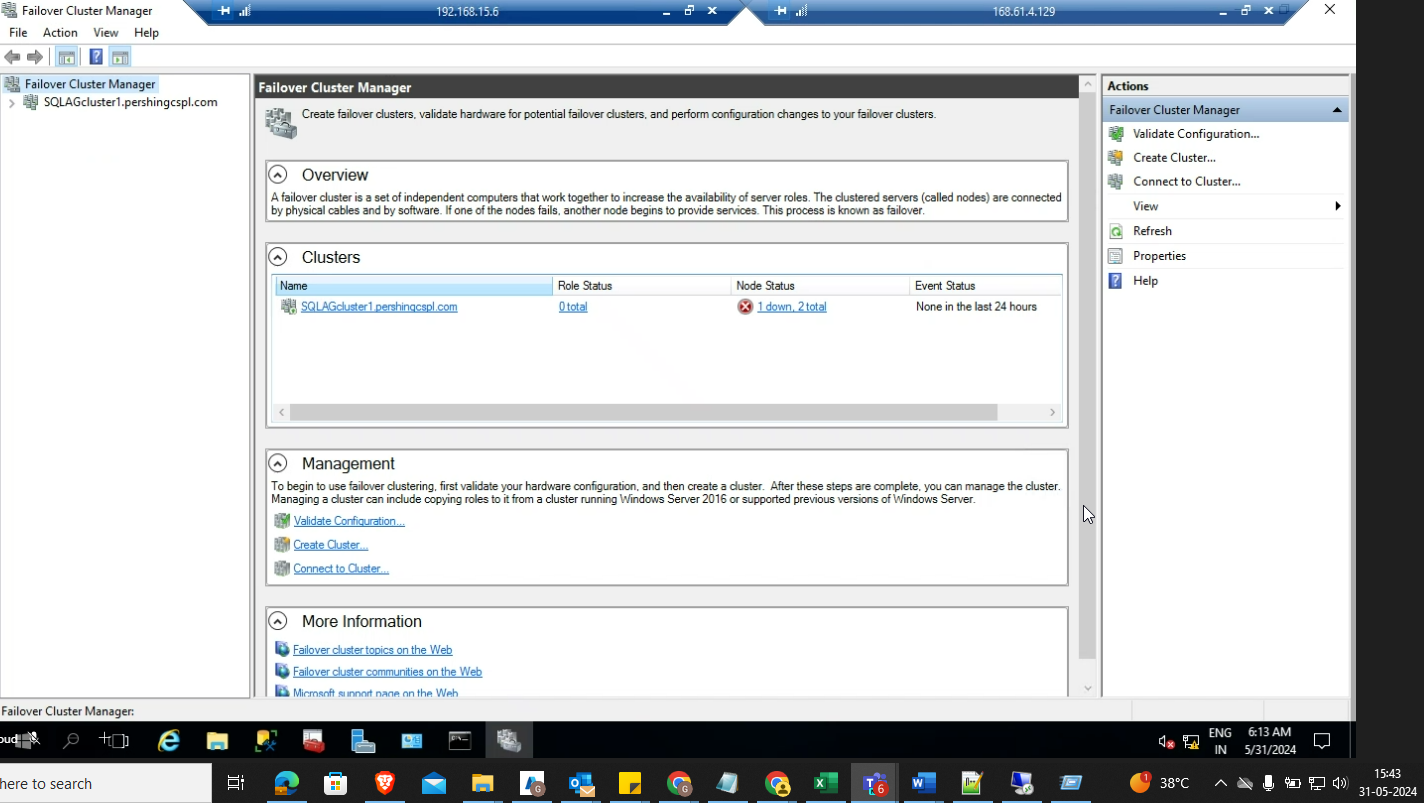 Failover Cluster Manager
192.168.15.6
168.61.4.129
File Action View Help
Failover Cluster Manager
SQLAGcluster1.pershingcspl.com
Failover Cluster Manager
Create failover clusters, validate hardware for potential failover clusters, and perform configuration changes to your failover clusters.
Overview
A failover cluster is a set of independent computers that work together to increase the availability of server roles. The clustered servers (called nodes) are connected
by physical cables and by software. If one of the nodes fails, another node begins to provide services. This process is known as failover.
Clusters
Name Role Status Node Status Event Status
SQLAGcluster1.pershingcspl.com 0 total 1 down, 2 total None in the last 24 hours
Management
To begin to use failover clustering, first validate your hardware configuration, and then create a cluster. After these steps are complete, you can manage the cluster.
Managing a cluster can include copying roles to it from a cluster running Windows Server 2016 or supported previous versions of Windows Server.
Validate Configuration...
Create Cluster...
Connect to Cluster...
More Information
Failover cluster topics on the Web
Failover cluster communities on the Web
Microsoft support page on the Web
Actions
Failover Cluster Manager
Validate Configuration...
Create Cluster...
Connect to Cluster...
View
Refresh
Properties
Help
Failover Cluster Manager:
oud
ENG
IN
6:13 AM
5/31/2024
here to search
6
1
38°C
15:43
31-05-2024